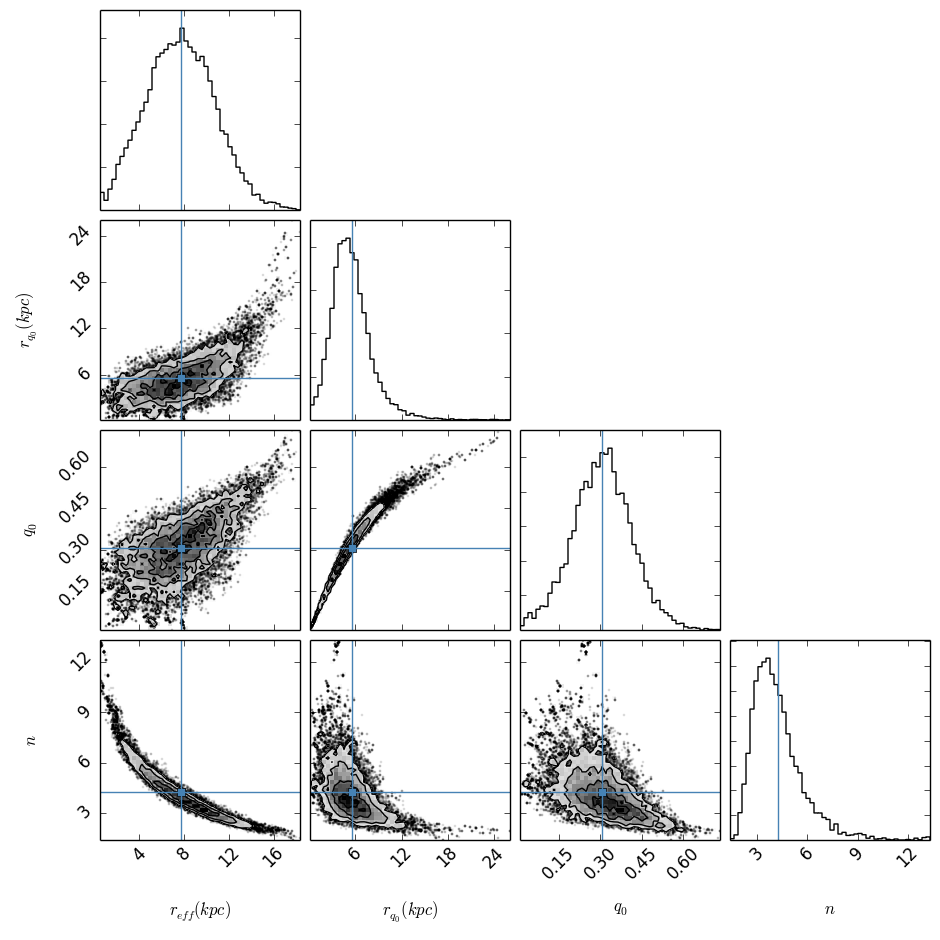 24
18
12
6
r_{q_0}(kpc)
0.60
0.45
0.30
0.15
q_0
12
9
6
3
n
4 8 12 16
6 12 18 24
0.15 0.30 0.45 0.60
3 6 9 12
r_{eff}(kpc)
r_{q_0}(kpc)
q_0
n